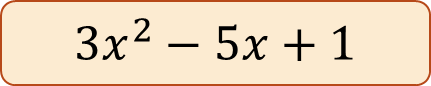 3x² − 5x + 1